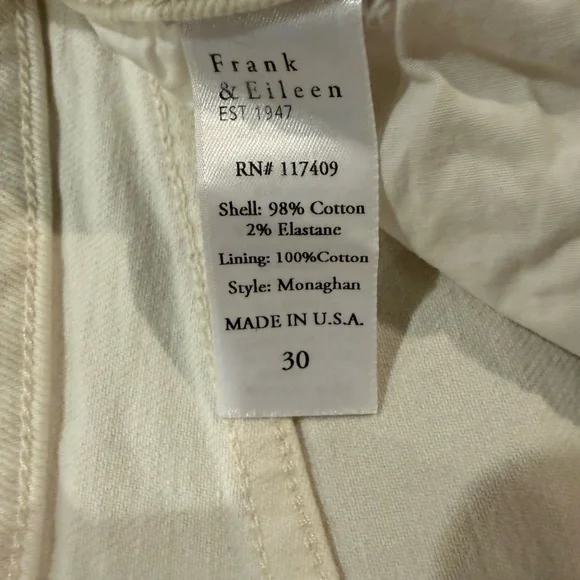 Frank
& Eileen
EST 1947
RN# 117409
Shell: 98% Cotton
2% Elastane
Lining: 100%Cotton
Style: Monaghan
MADE IN U.S.A.
30